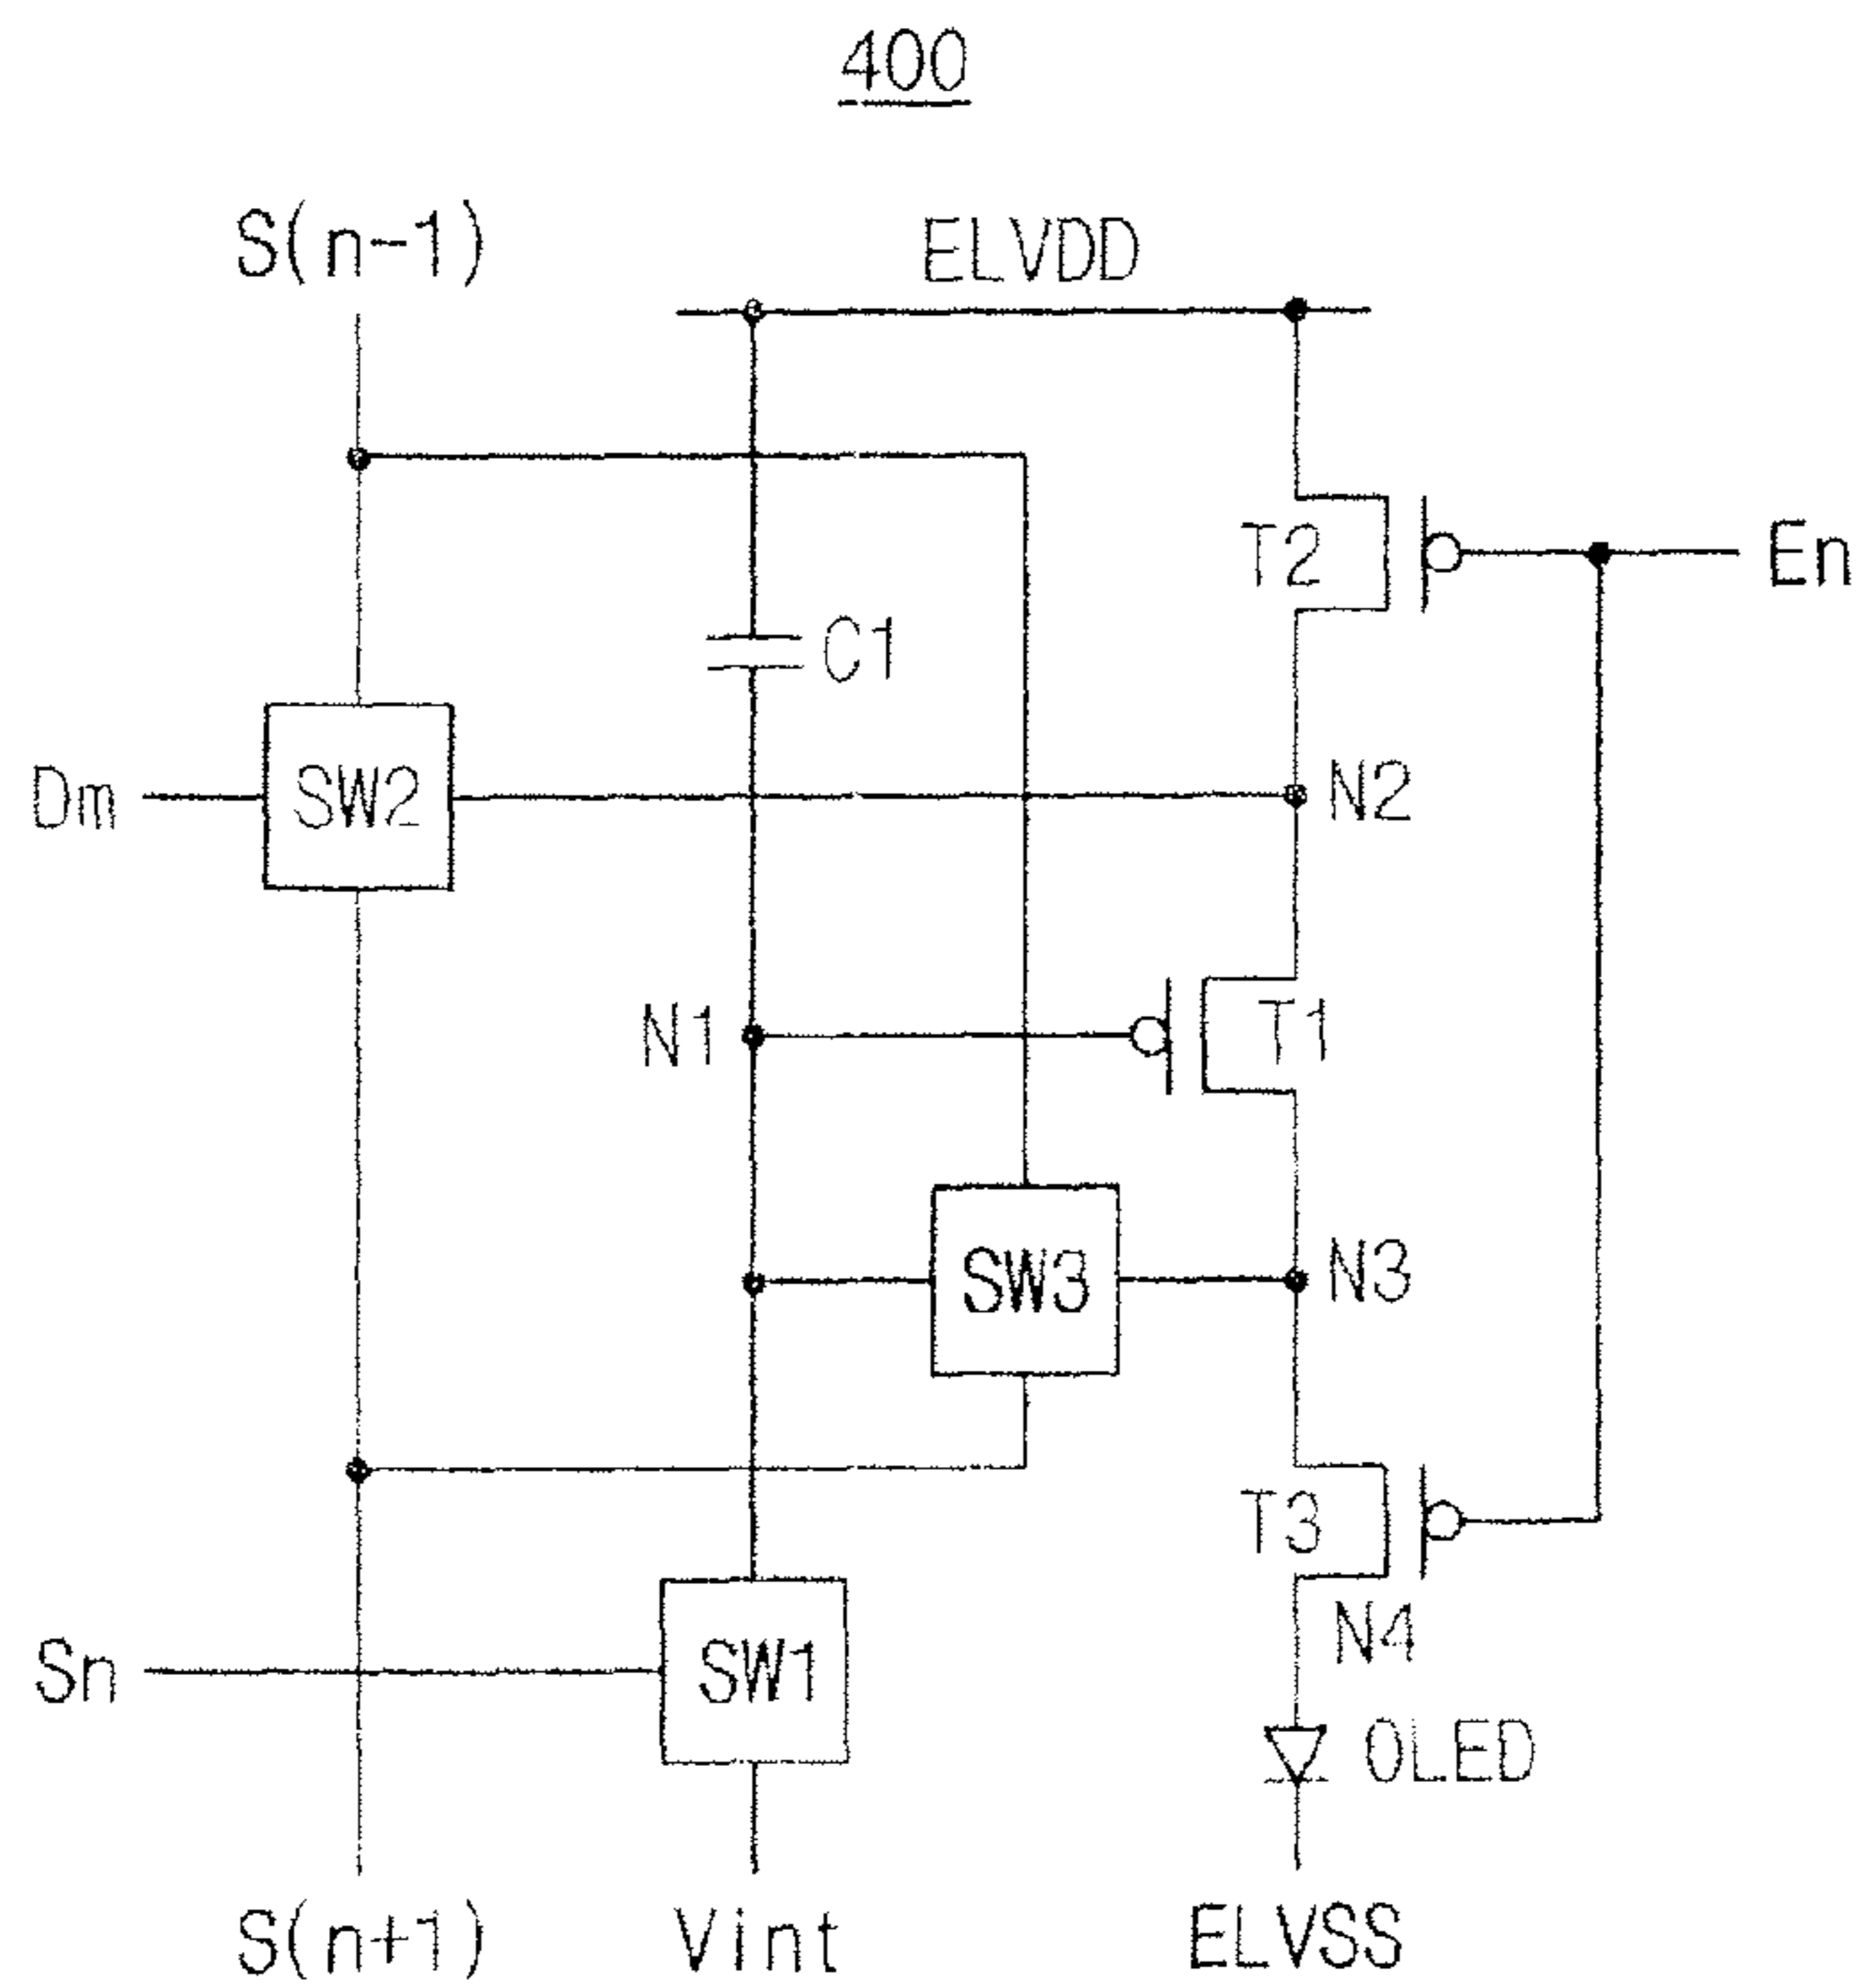 400
S(n-1)
ELVDD
T2
En
C1
Dm
SW2
N2
N1
T1
SW3
N3
T3
N4
Sn
SW1
OLED
S(n+1)
Vint
ELVSS